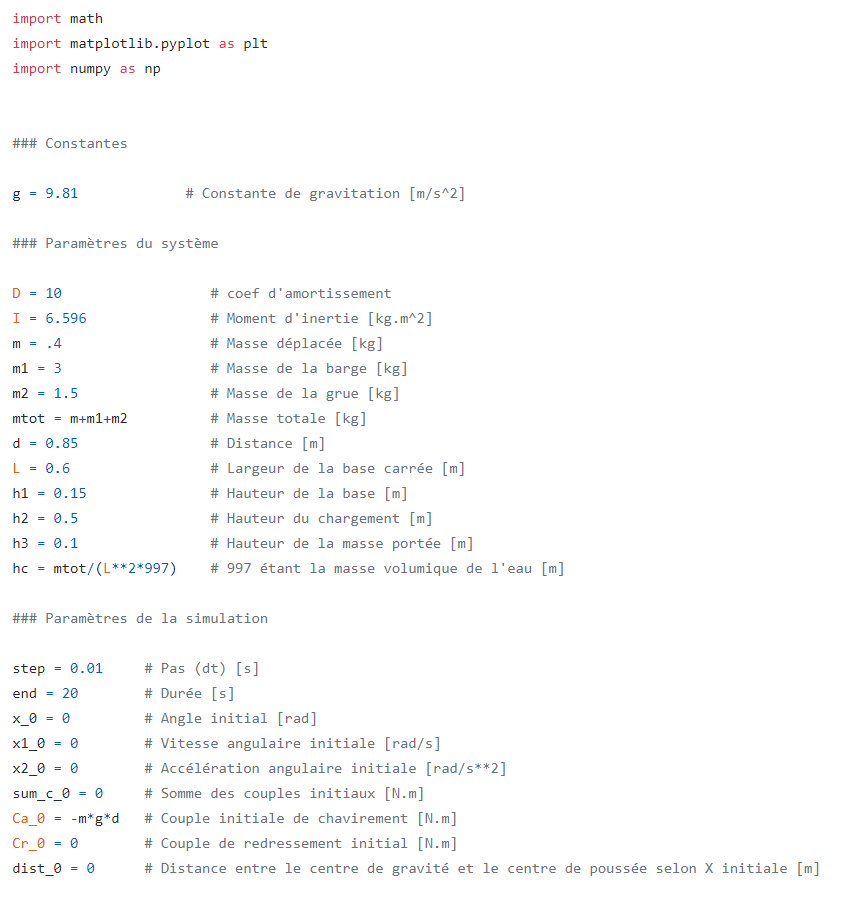 import math
import matplotlib.pyplot as plt
import numpy as np
### Constantes
g = 9.81 # Constante de gravitation [m/s^2]
### Paramètres du système
D = 10 # coef d'amortissement
I = 6.596 # Moment d'inertie [kg.m^2]
m = .4 # Masse déplacée [kg]
m1 = 3 # Masse de la barge [kg]
m2 = 1.5 # Masse de la grue [kg]
mtot = m+m1+m2 # Masse totale [kg]
d = 0.85 # Distance [m]
L = 0.6 # Largeur de la base carrée [m]
h1 = 0.15 # Hauteur de la base [m]
h2 = 0.5 # Hauteur du chargement [m]
h3 = 0.1 # Hauteur de la masse portée [m]
hc = mtot/(L**2*997) # 997 étant la masse volumique de l'eau [m]
### Paramètres de la simulation
step = 0.01 # Pas (dt) [s]
end = 20 # Durée [s]
x_0 = 0 # Angle initial [rad]
x1_0 = 0 # Vitesse angulaire initiale [rad/s]
x2_0 = 0 # Accélération angulaire initiale [rad/s**2]
sum_c_0 = 0 # Somme des couples initiaux [N.m]
Ca_0 = -m*g*d # Couple initiale de chavirement [N.m]
Cr_0 = 0 # Couple de redressement initial [N.m]
dist_0 = 0 # Distance entre le centre de gravité et le centre de poussée selon X initiale [m]